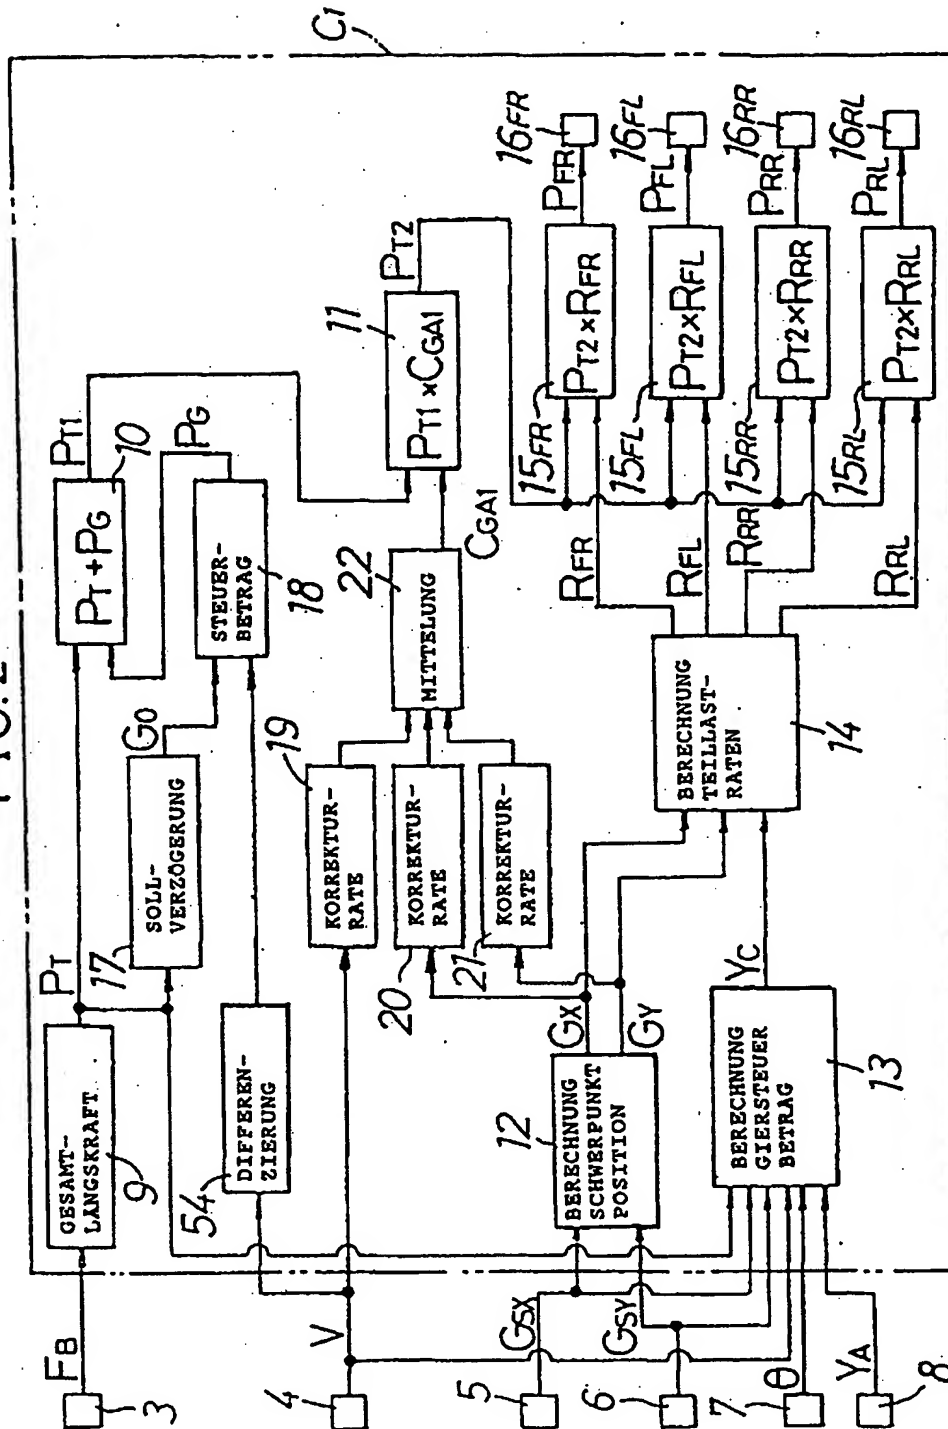 FIG. 2
C1
FB
3
GESAMT-
LÄNGSKRAFT
9
PT
17
SOLL-
VERZÖGERUNG
G0
PT + PG
10
PT1
PG
STEUER-
BETRAG
18
54
DIFFEREN-
ZIERUNG
V
4
KORREKTUR-
RATE
19
KORREKTUR-
RATE
20
KORREKTUR-
RATE
21
MITTELUNG
22
CGA1
PT1 × CGA1
11
PT2
GSX
5
GSY
6
12
BERECHNUNG
SCHWERPUNKT
POSITION
GX
GY
θ
7
YA
8
BERECHNUNG
GIERSTEUER
BETRAG
13
YC
BERECHNUNG
TEILLAST-
RATEN
14
RFR
RFL
RRR
RRL
15FR
PT2×RFR
PFR
16FR
15FL
PT2×RFL
PFL
16FL
15RR
PT2×RRR
PRR
16RR
15RL
PT2×RRL
PRL
16RL